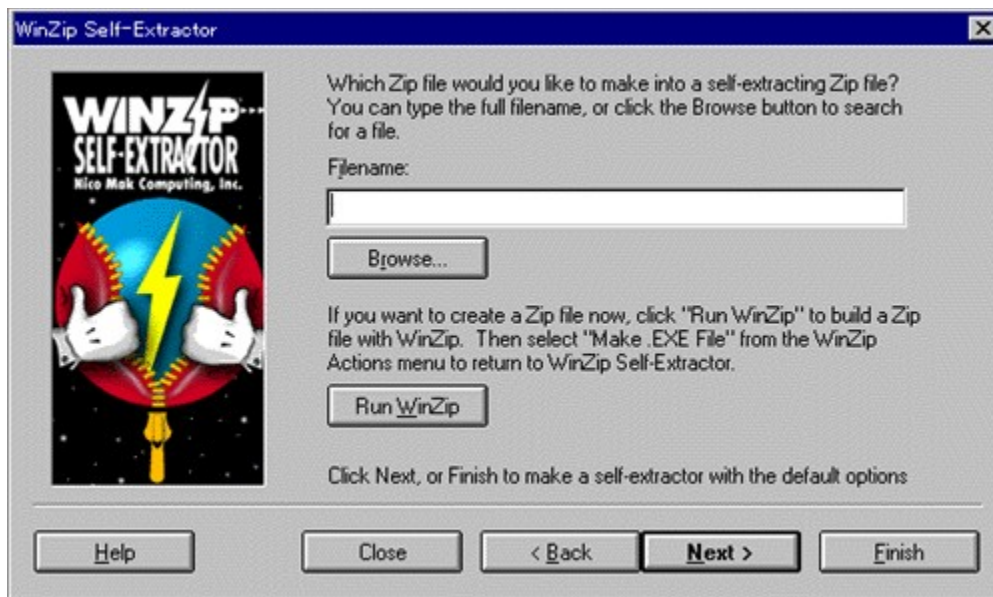 WinZip Self-Extractor
WINZIP
SELF-EXTRACTOR
Nico Mak Computing, Inc.
Which Zip file would you like to make into a self-extracting Zip file?
You can type the full filename, or click the Browse button to search
for a file.
Filename:
Browse...
If you want to create a Zip file now, click "Run WinZip" to build a Zip
file with WinZip.  Then select "Make .EXE File" from the WinZip
Actions menu to return to WinZip Self-Extractor.
Run WinZip
Click Next, or Finish to make a self-extractor with the default options
Help
Close
< Back
Next >
Finish